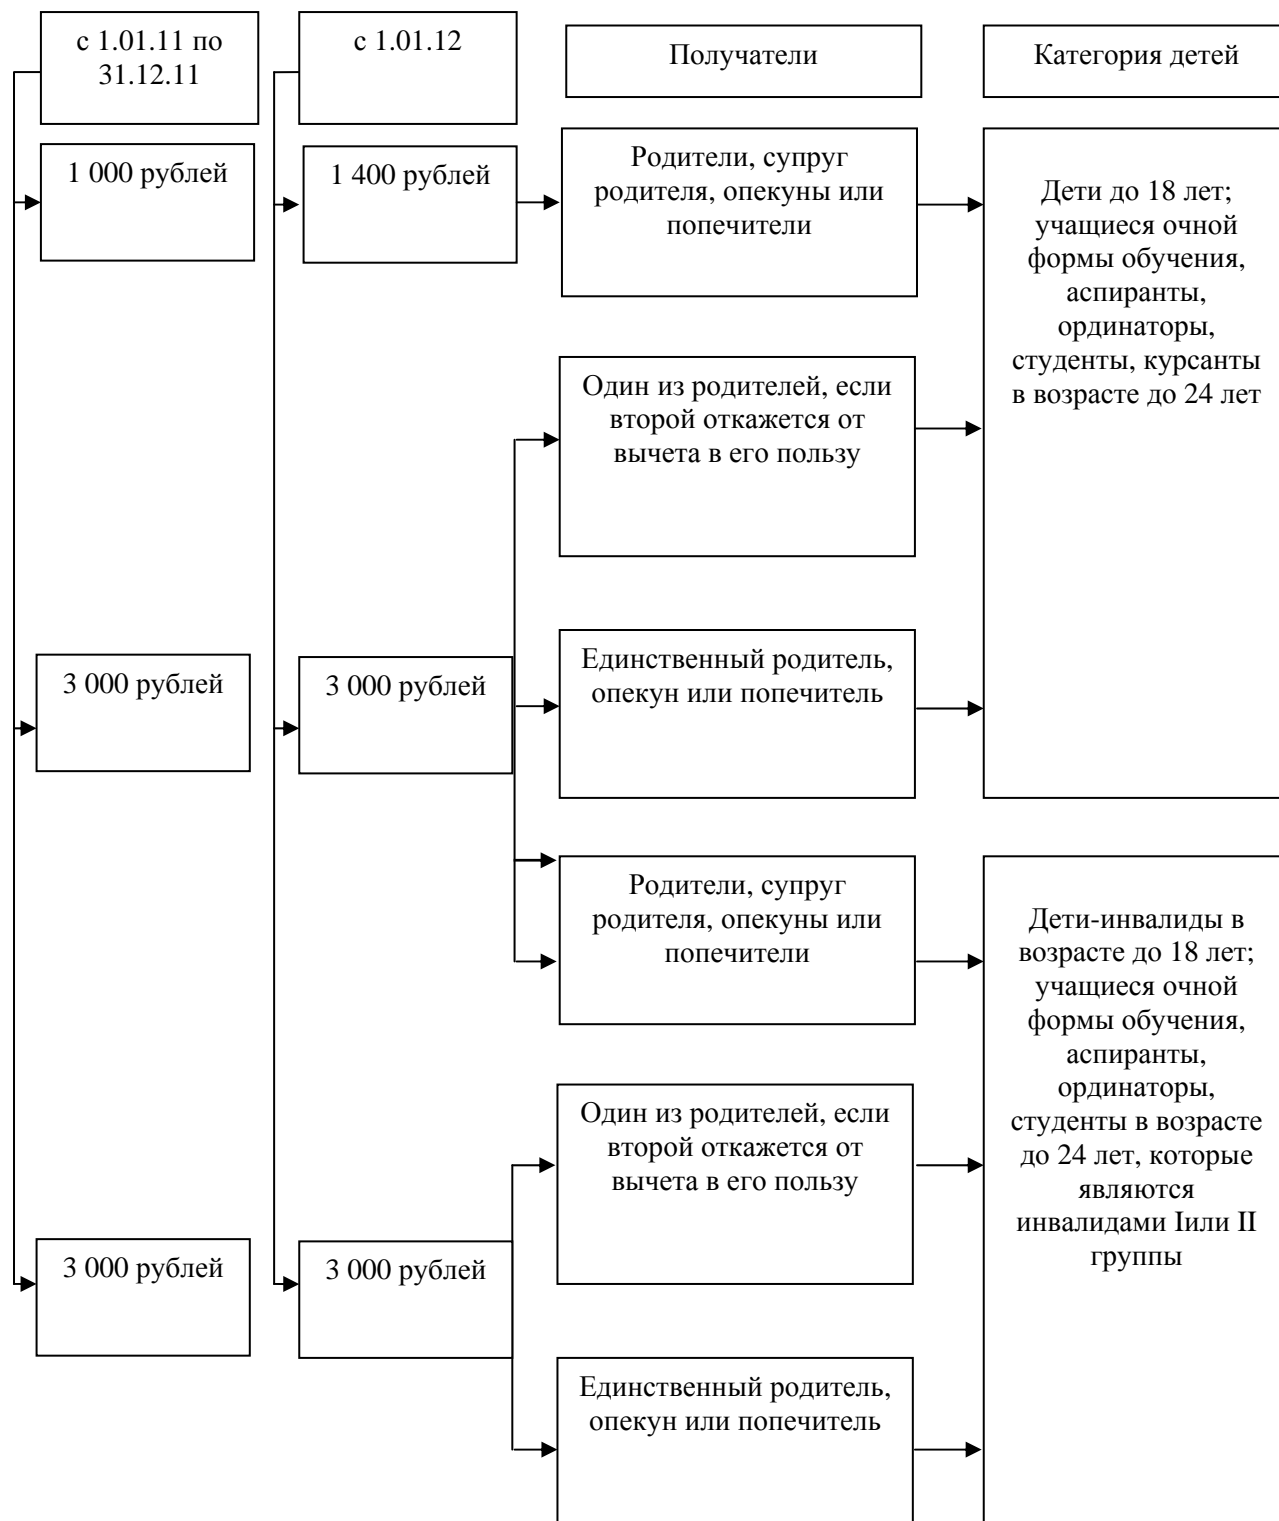 с 1.01.11 по
31.12.11
с 1.01.12
Получатели
Категория детей
1 000 рублей
1 400 рублей
Родители, супруг
родителя, опекуны или
попечители
Дети до 18 лет;
учащиеся очной
формы обучения,
аспиранты,
ординаторы,
студенты, курсанты
в возрасте до 24 лет
Один из родителей, если
второй откажется от
вычета в его пользу
3 000 рублей
3 000 рублей
Единственный родитель,
опекун или попечитель
Родители, супруг
родителя, опекуны или
попечители
Дети-инвалиды в
возрасте до 18 лет;
учащиеся очной
формы обучения,
аспиранты,
ординаторы,
студенты в возрасте
до 24 лет, которые
являются
инвалидами Iили II
группы
Один из родителей, если
второй откажется от
вычета в его пользу
3 000 рублей
3 000 рублей
Единственный родитель,
опекун или попечитель